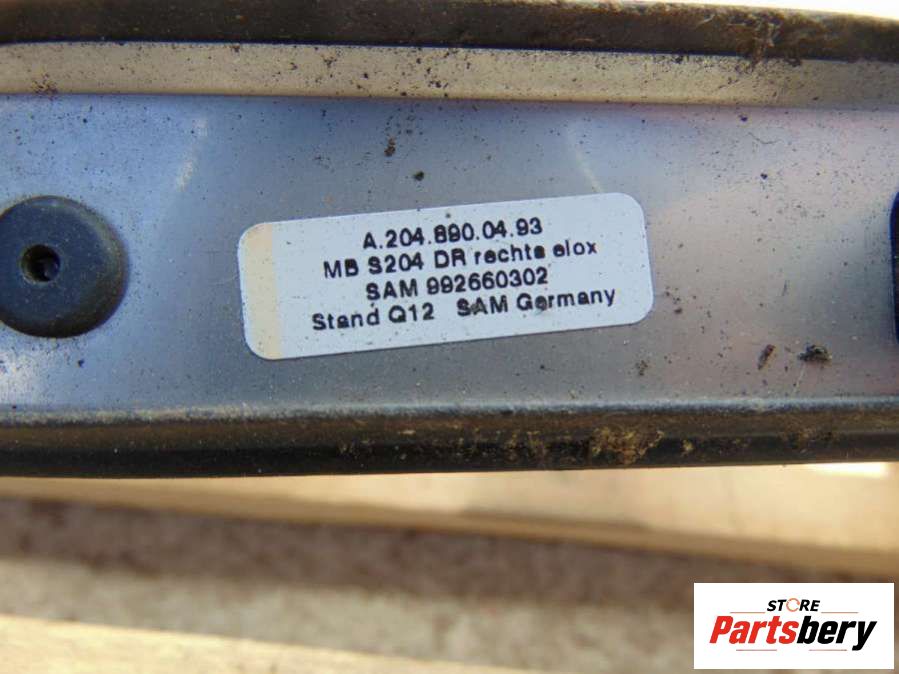 A.204.890.04.93
MB S204 DR rechts elox
SAM 992660302
Stand Q12 SAM Germany
STORE
Partsbery